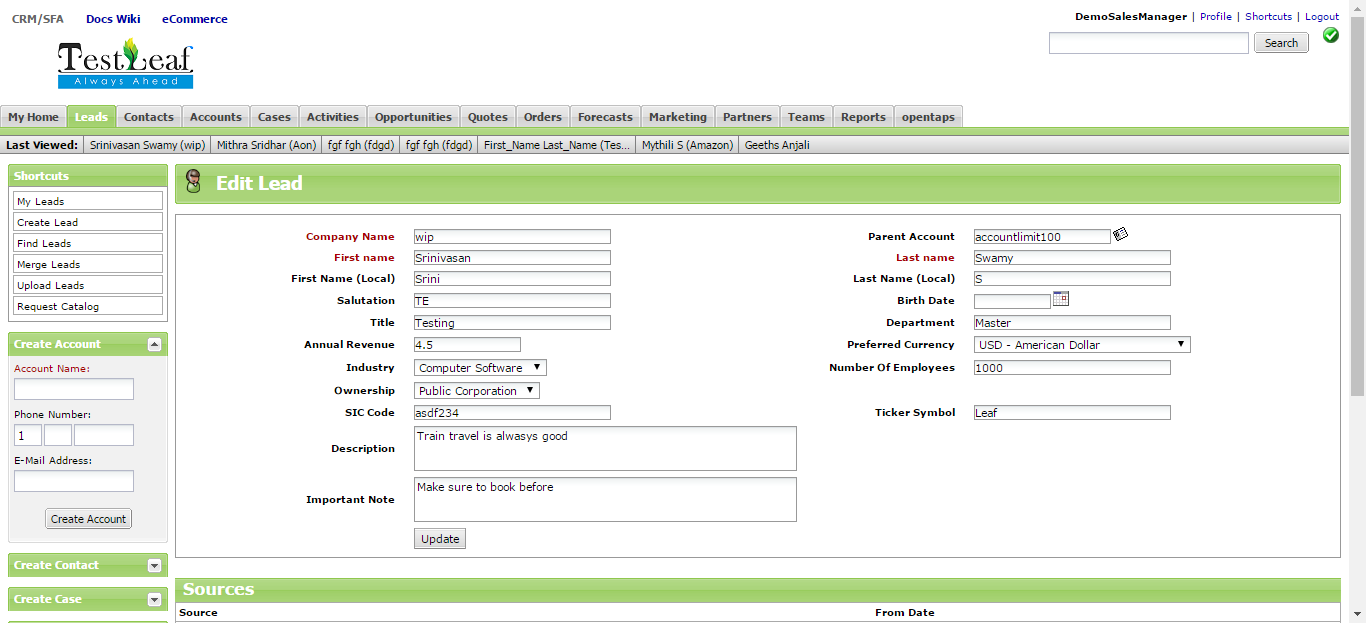 CRM/SFA Docs Wiki eCommerce
DemoSalesManager | Profile | Shortcuts | Logout
Search
TestLeaf
Always Ahead
My Home Leads Contacts Accounts Cases Activities Opportunities Quotes Orders Forecasts Marketing Partners Teams Reports opentaps
Last Viewed: Srinivasan Swamy (wip) Mithra Sridhar (Aon) fgf fgh (fdgd) fgf fgh (fdgd) First_Name Last_Name (Tes... Mythili S (Amazon) Geeths Anjali
Shortcuts
My Leads
Create Lead
Find Leads
Merge Leads
Upload Leads
Request Catalog
Create Account
Account Name:
Phone Number:
1
E-Mail Address:
Create Account
Create Contact
Create Case
Edit Lead
Company Name wip Parent Account accountlimit100
First name Srinivasan Last name Swamy
First Name (Local) Srini Last Name (Local) S
Salutation TE Birth Date
Title Testing Department Master
Annual Revenue 4.5 Preferred Currency USD - American Dollar
Industry Computer Software Number Of Employees 1000
Ownership Public Corporation
SIC Code asdf234 Ticker Symbol Leaf
Description Train travel is alwasys good
Important Note Make sure to book before
Update
Sources
Source From Date